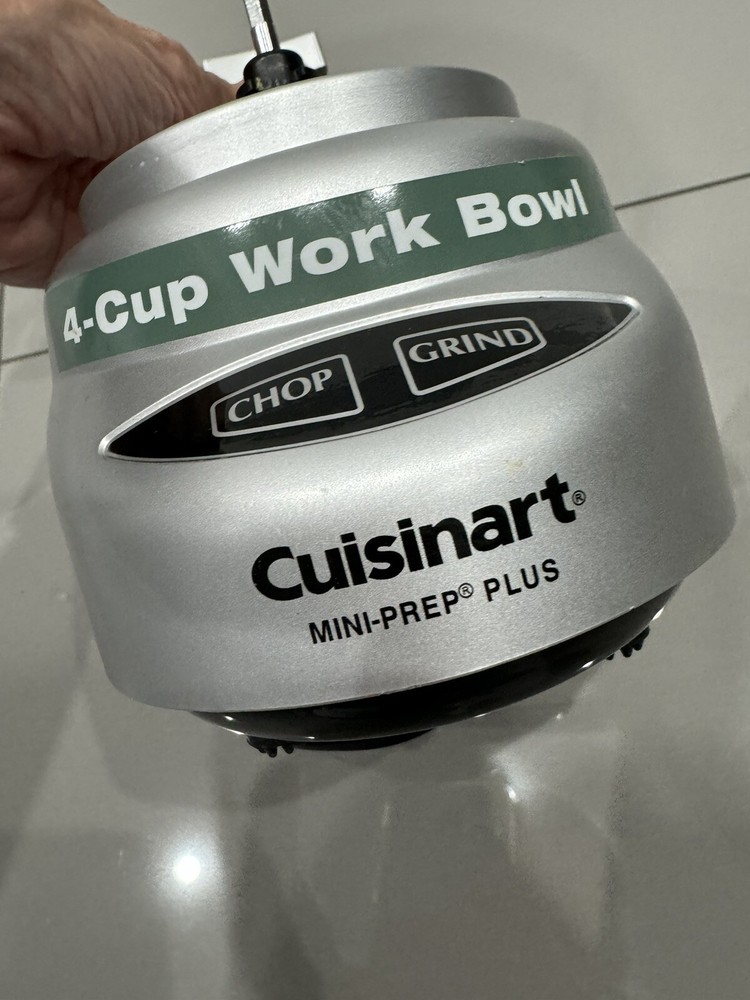 4-Cup Work Bowl
CHOP GRIND
Cuisinart®
MINI-PREP® PLUS